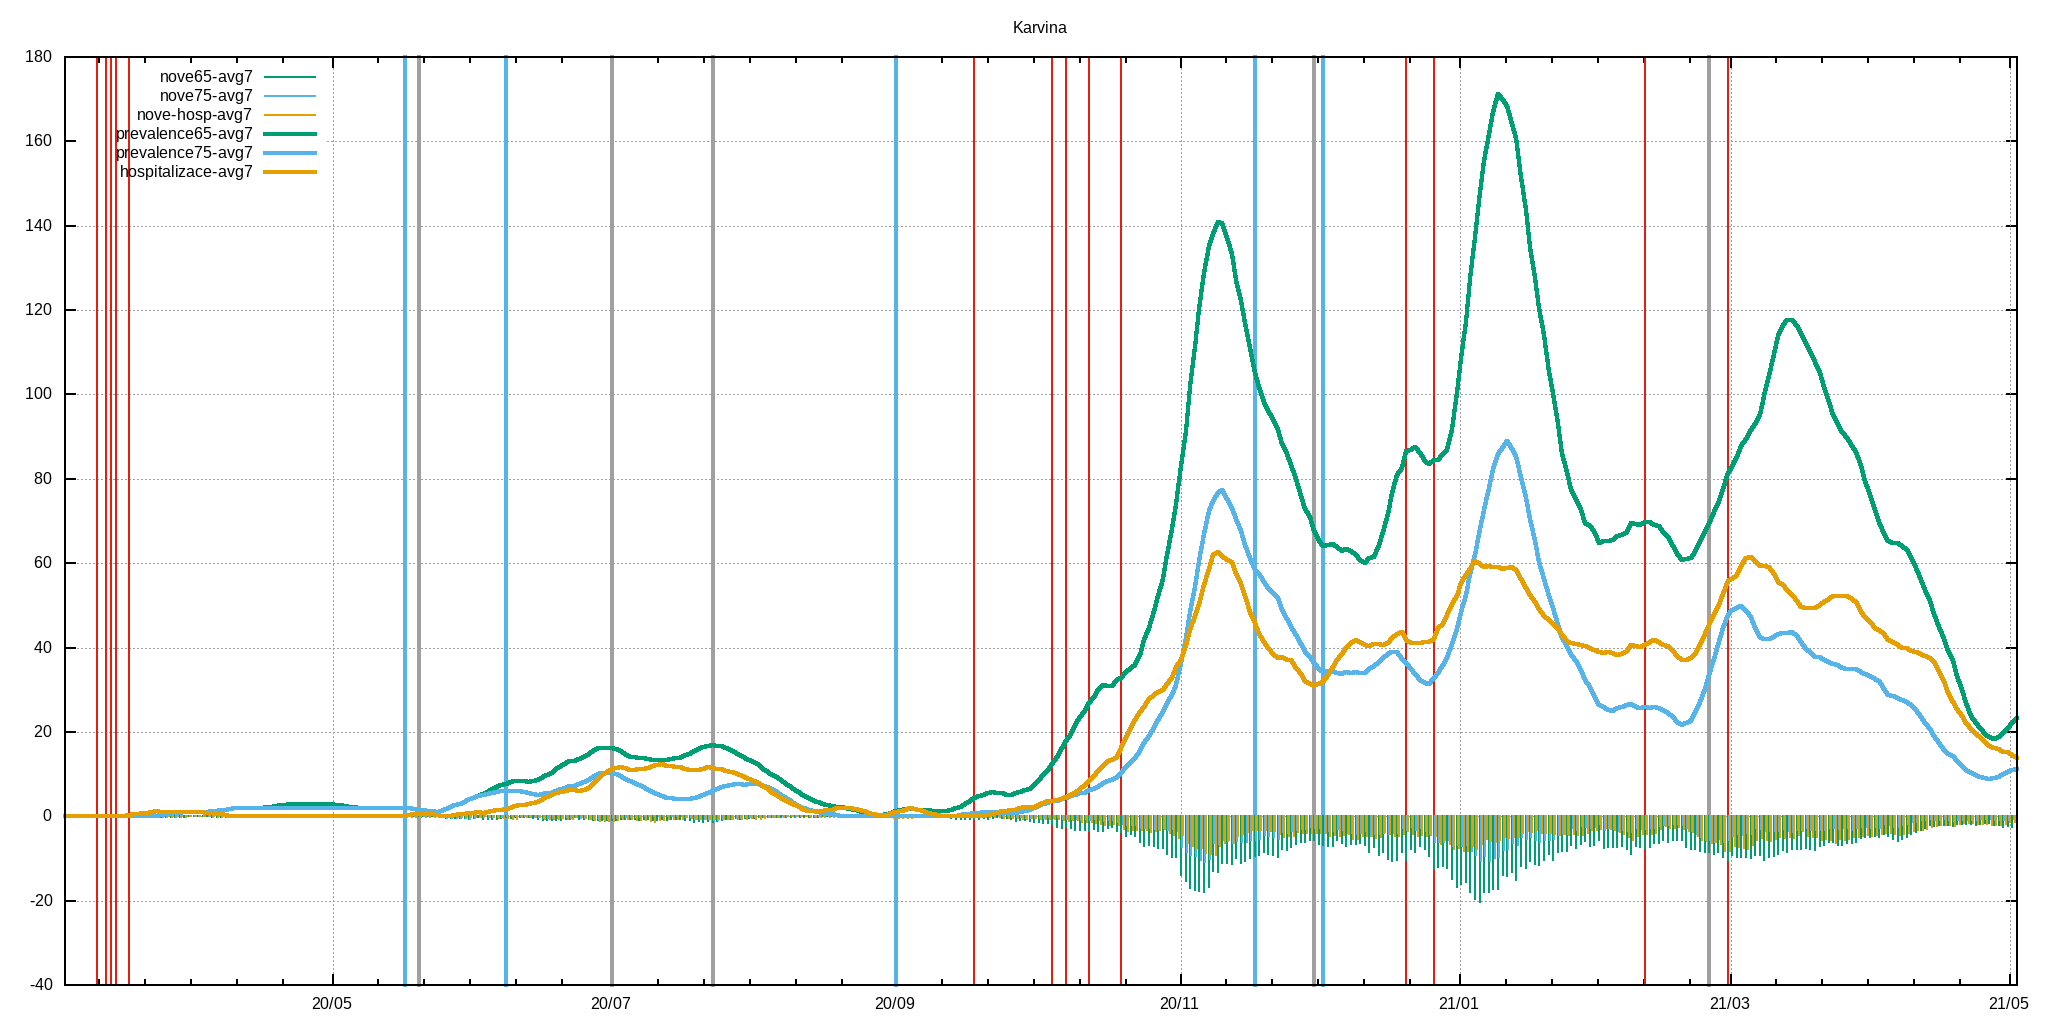 Karvina
180
160
140
120
100
80
60
40
20
0
-20
-40
nove65-avg7
nove75-avg7
nove-hosp-avg7
prevalence65-avg7
prevalence75-avg7
hospitalizace-avg7
20/05 20/07 20/09 20/11 21/01 21/03 21/05